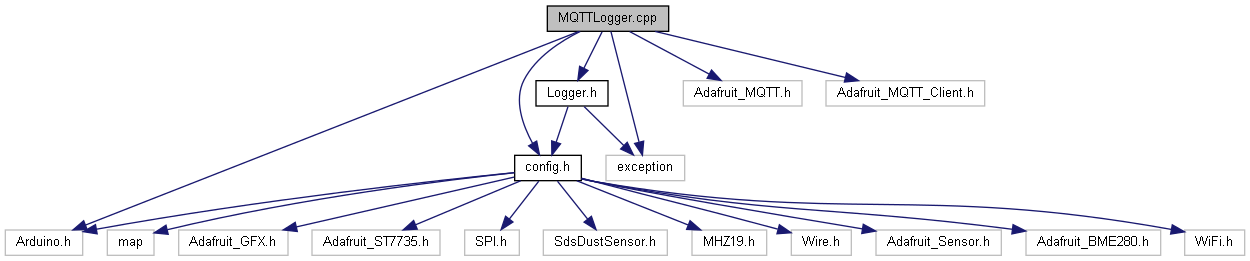 MQTTLogger.cpp
Logger.h
Adafruit_MQTT.h
Adafruit_MQTT_Client.h
config.h
exception
Arduino.h
map
Adafruit_GFX.h
Adafruit_ST7735.h
SPI.h
SdsDustSensor.h
MHZ19.h
Wire.h
Adafruit_Sensor.h
Adafruit_BME280.h
WiFi.h